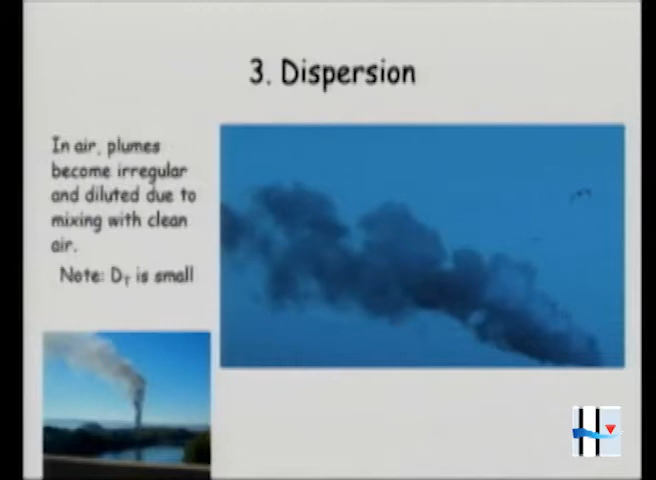 3. Dispersion
In air, plumes
become irregular
and diluted due to
mixing with clean
air.
Note: D_T is small